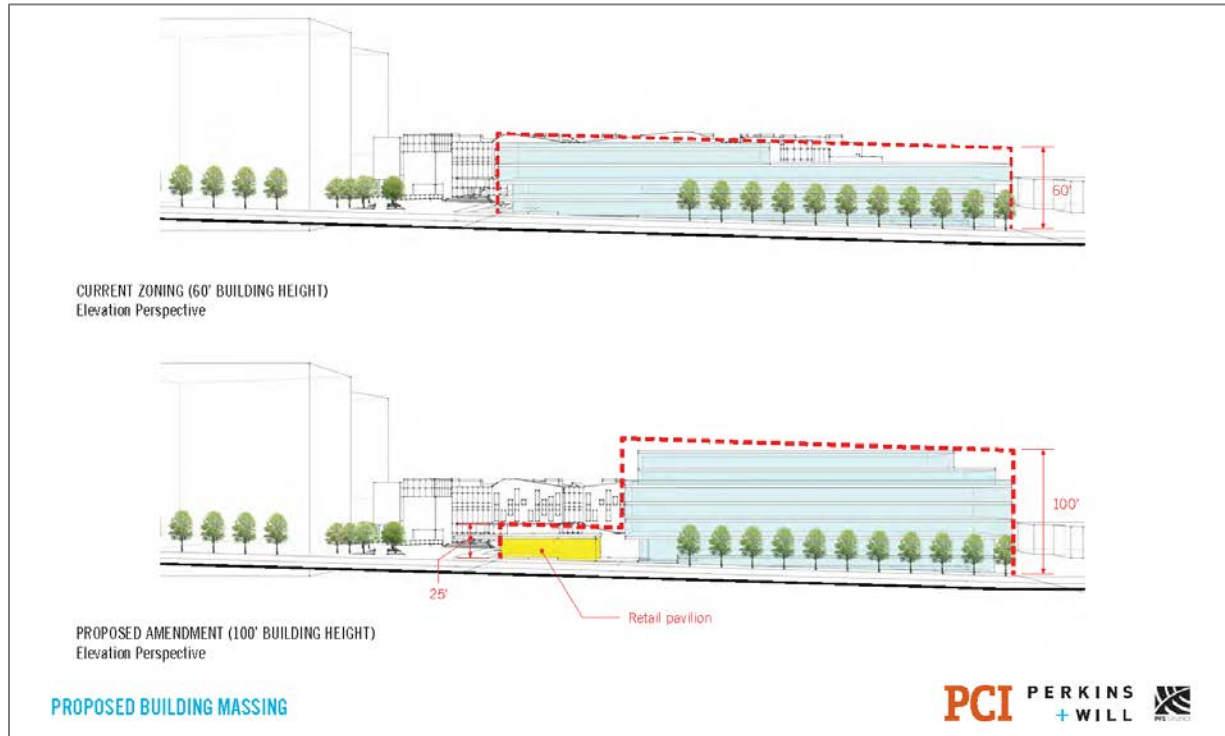 60'
CURRENT ZONING (60' BUILDING HEIGHT)
Elevation Perspective
100'
25'
Retail pavilion
PROPOSED AMENDMENT (100' BUILDING HEIGHT)
Elevation Perspective
PROPOSED BUILDING MASSING
PCI
PERKINS
+ WILL